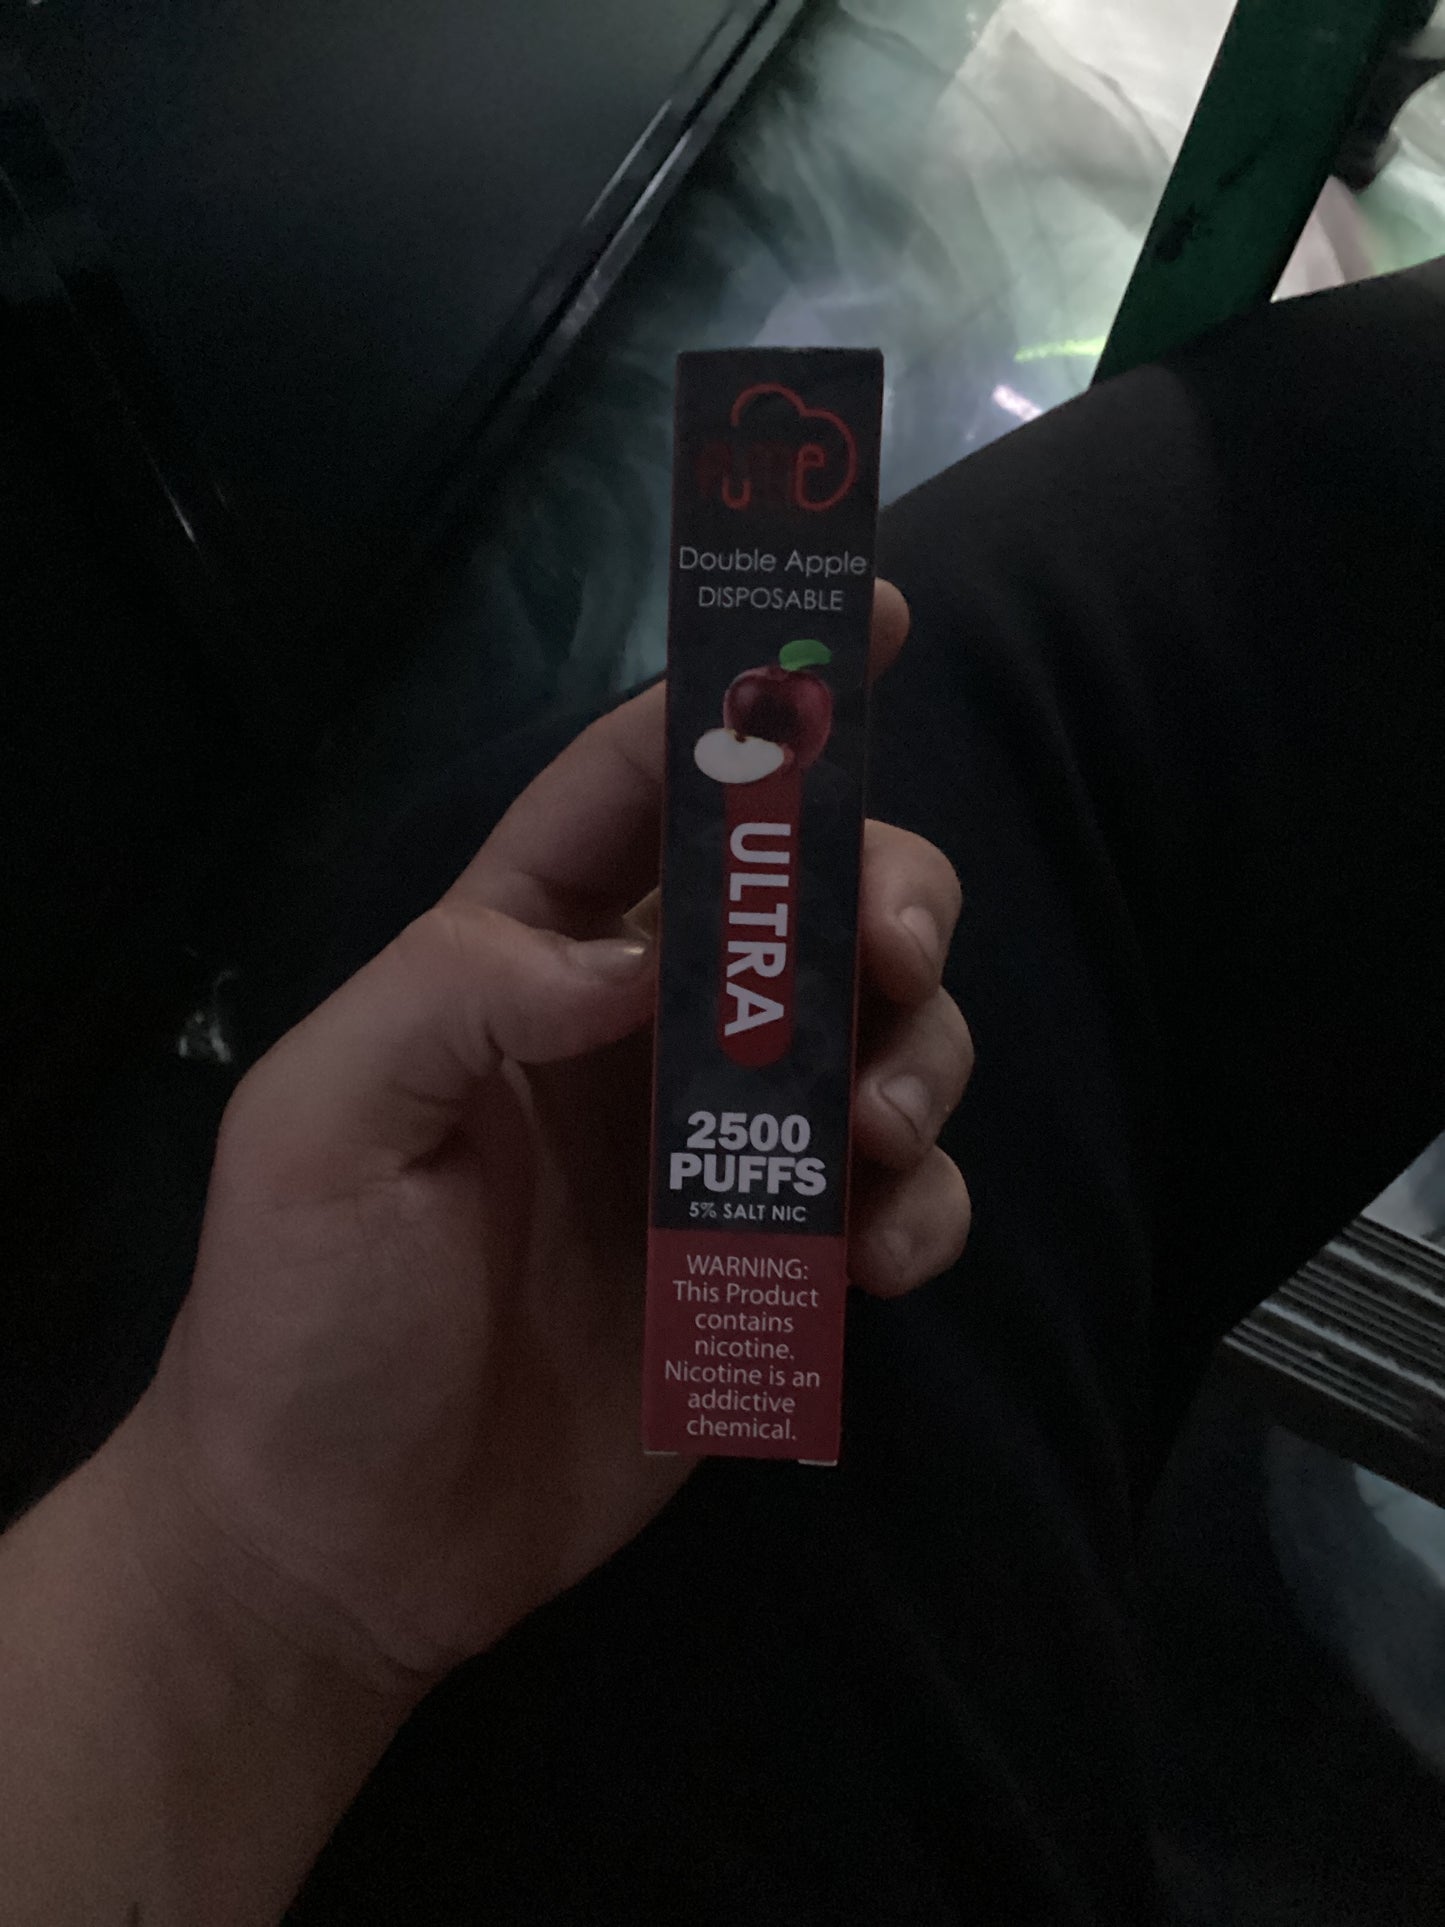 fume
Double Apple
DISPOSABLE
ULTRA
2500
PUFFS
5% SALT NIC
WARNING:
This Product
contains
nicotine.
Nicotine is an
addictive
chemical.